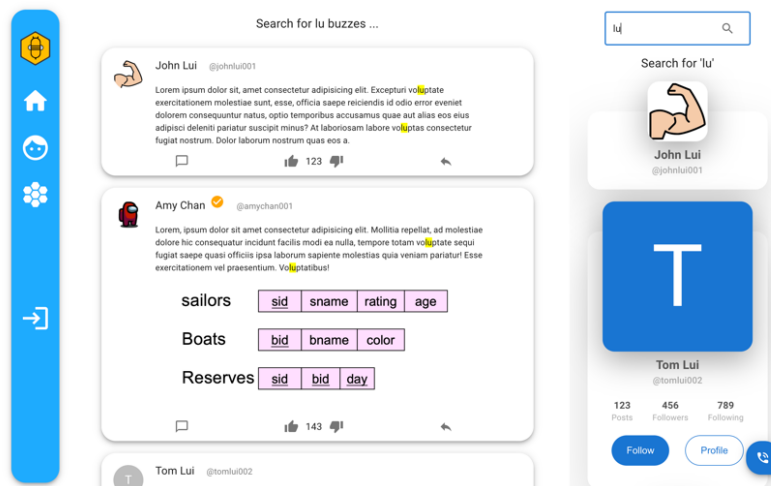 Search for lu buzzes ...
John Lui @johnlui001
Lorem ipsum dolor sit, amet consectetur adipisicing elit. Excepturi voluptate
exercitationem molestiae sunt, esse, officia saepe reiciendis id odio error eveniet
dolorem consequuntur natus, optio temporibus accusamus quae aut alias eos eius
adipisci deleniti pariatur suscipit minus? At laboriosam labore voluptas consectetur
fugiat nostrum. Dolor laborum nostrum quas eos a.
123
Amy Chan @amychan001
Lorem, ipsum dolor sit amet consectetur adipisicing elit. Mollitia repellat, ad molestiae
dolore hic consequatur incidunt facilis modi ea nulla, tempore totam voluptate sequi
fugiat saepe quasi officiis ipsa laborum sapiente molestias quia veniam pariatur! Esse
exercitationem vel praesentium. Voluptatibus!
sailors sid sname rating age
Boats bid bname color
Reserves sid bid day
143
T Tom Lui @tomlui002
lu
Search for 'lu'
John Lui
@johnlui001
T
Tom Lui
@tomlui002
123 456 789
Posts Followers Following
Follow Profile